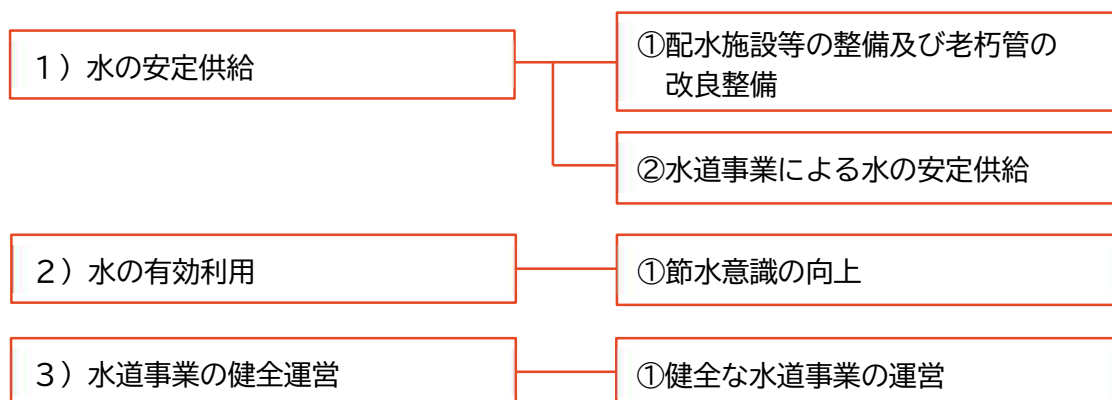 1）水の安定供給
①配水施設等の整備及び老朽管の
改良整備
②水道事業による水の安定供給
2）水の有効利用
①節水意識の向上
3）水道事業の健全運営
①健全な水道事業の運営